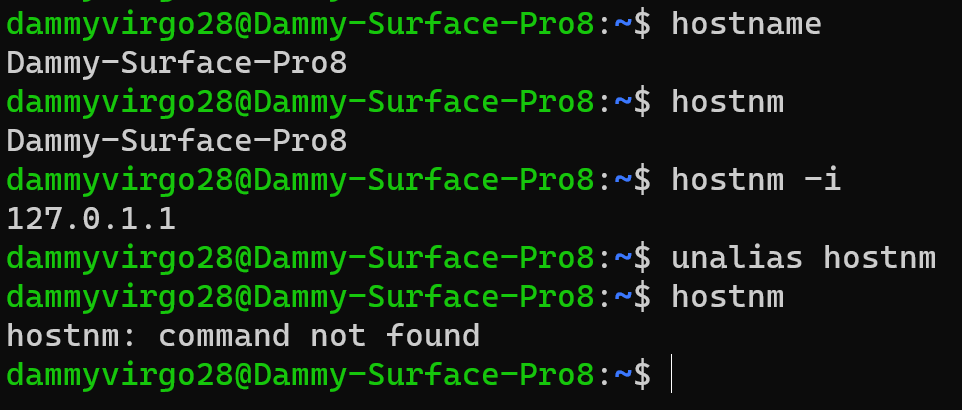 dammyvirgo28@Dammy-Surface-Pro8:~$ hostname
Dammy-Surface-Pro8
dammyvirgo28@Dammy-Surface-Pro8:~$ hostnm
Dammy-Surface-Pro8
dammyvirgo28@Dammy-Surface-Pro8:~$ hostnm -i
127.0.1.1
dammyvirgo28@Dammy-Surface-Pro8:~$ unalias hostnm
dammyvirgo28@Dammy-Surface-Pro8:~$ hostnm
hostnm: command not found
dammyvirgo28@Dammy-Surface-Pro8:~$